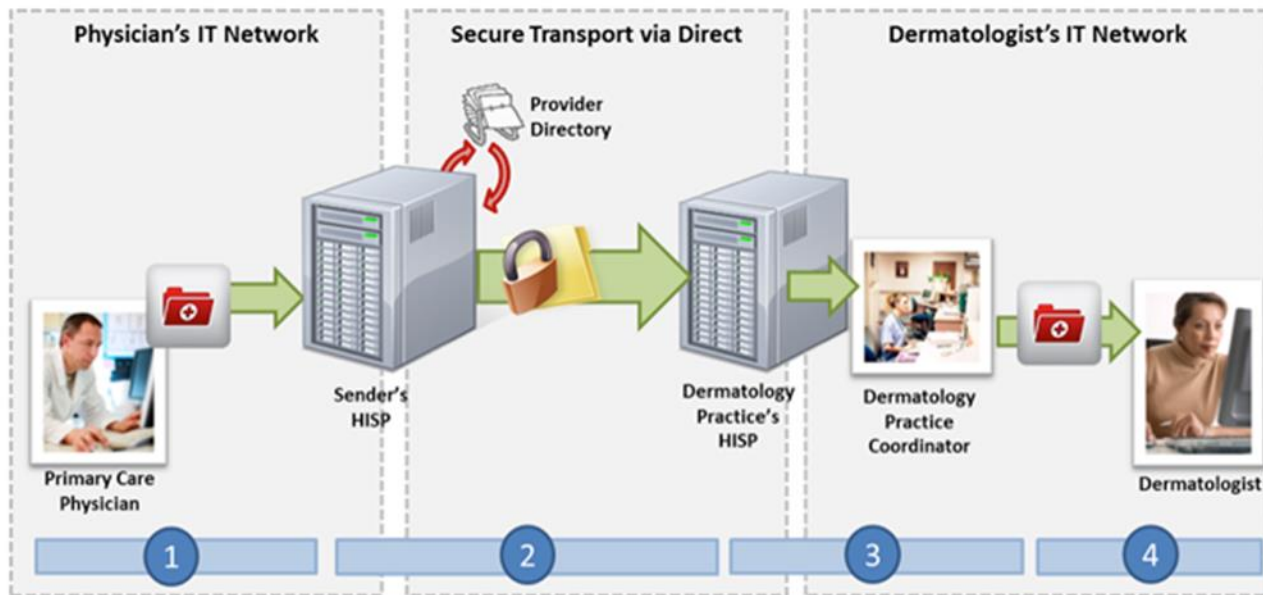 Physician's IT Network
Secure Transport via Direct
Dermatologist's IT Network
Provider
Directory
Sender's
HISP
Dermatology
Practice's
HISP
Dermatology
Practice
Coordinator
Primary Care
Physician
Dermatologist
1
2
3
4